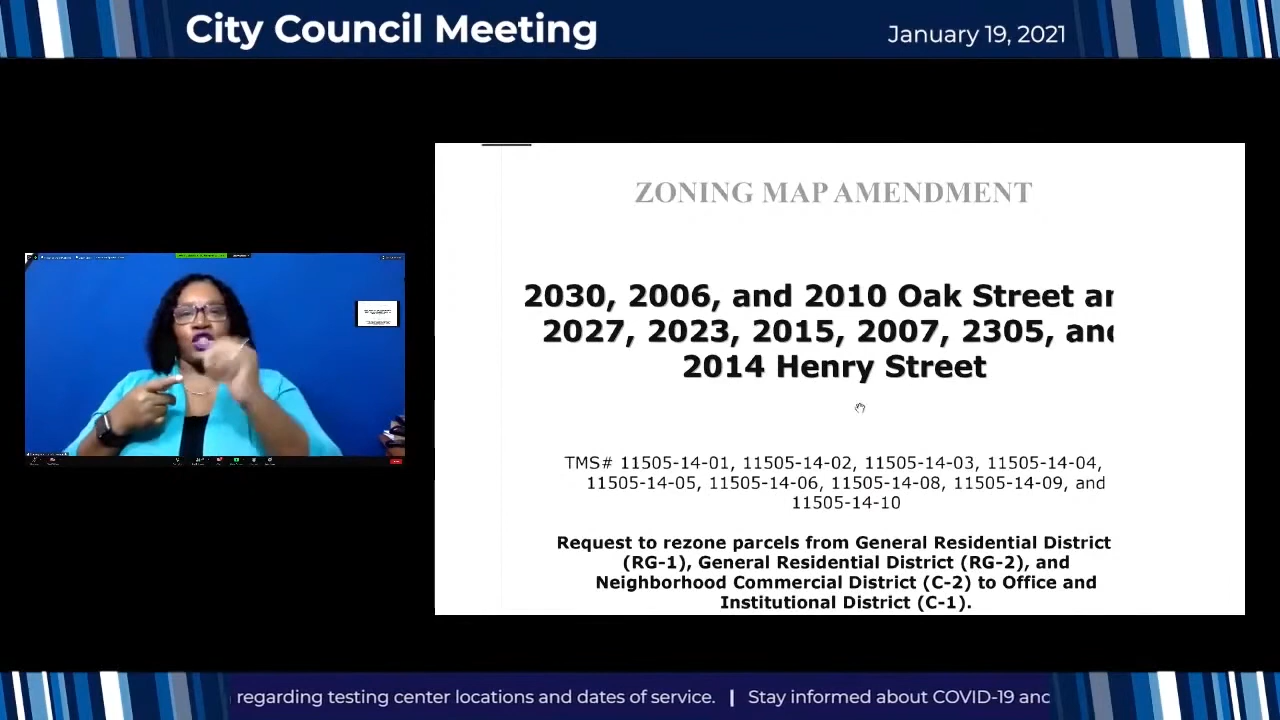 City Council Meeting
January 19, 2021
ZONING MAP AMENDMENT
2030, 2006, and 2010 Oak Street an
2027, 2023, 2015, 2007, 2305, and
2014 Henry Street
TMS# 11505-14-01, 11505-14-02, 11505-14-03, 11505-14-04,
11505-14-05, 11505-14-06, 11505-14-08, 11505-14-09, and
11505-14-10
Request to rezone parcels from General Residential District
(RG-1), General Residential District (RG-2), and
Neighborhood Commercial District (C-2) to Office and
Institutional District (C-1).
regarding testing center locations and dates of service. | Stay informed about COVID-19 and